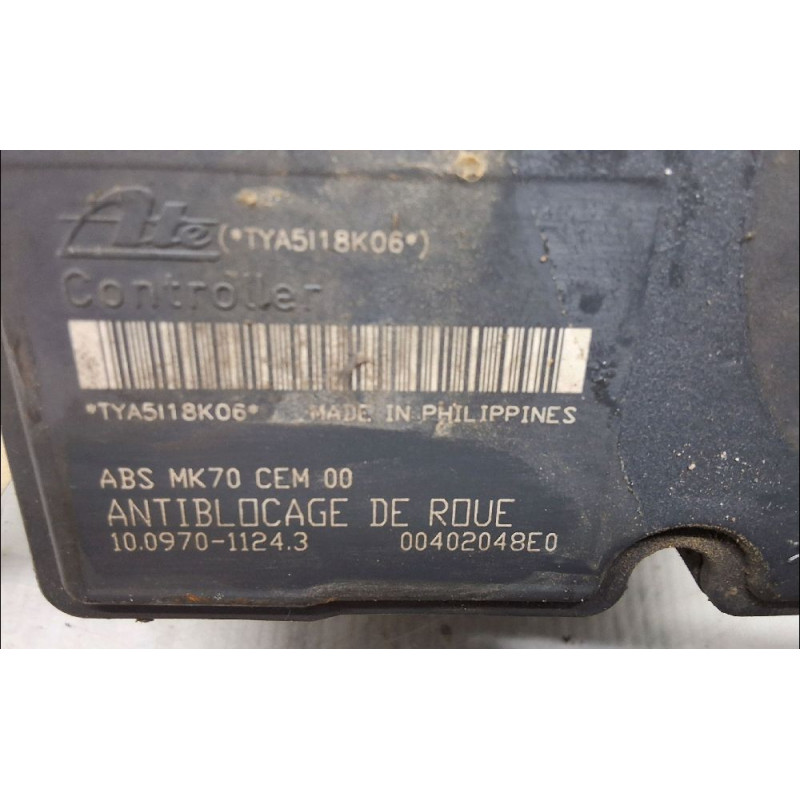 Ate (*TYA5I18K06*)
Controller
*TYA5I18K06* MADE IN PHILIPPINES
ABS MK70 CEM 00
ANTIBLOCAGE DE ROUE
10.0970-1124.3 00402048E0